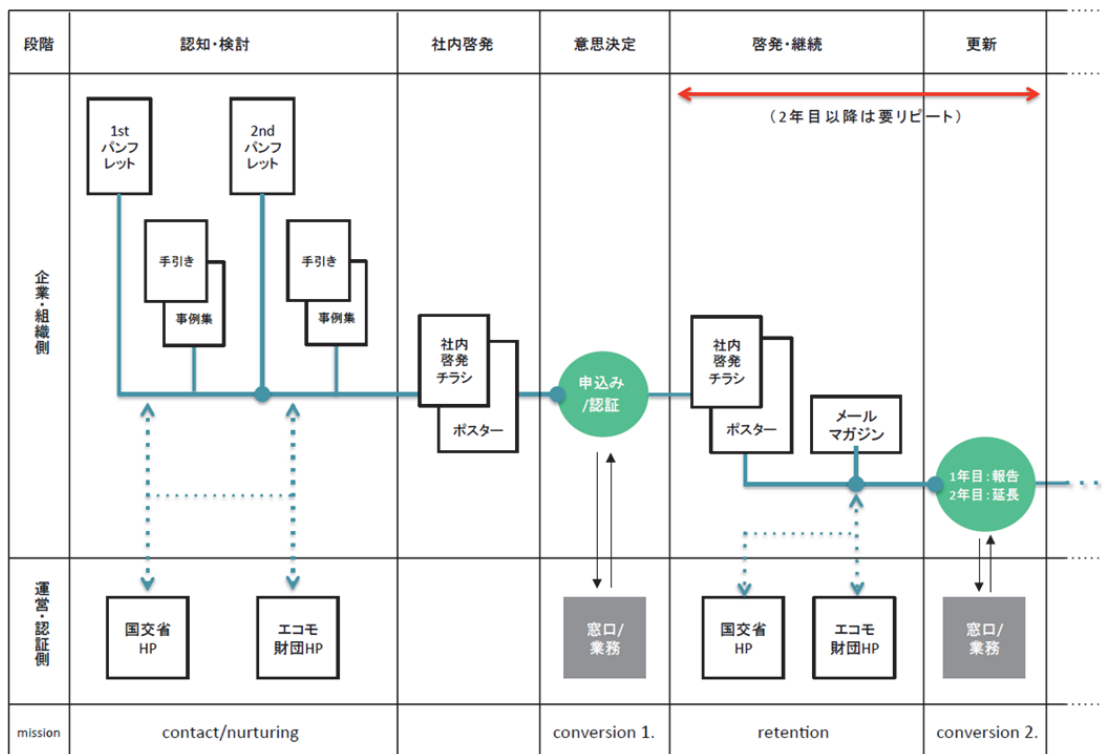 段階
認知・検討
社内啓発
意思決定
啓発・継続
更新
企業・組織側
1st
パンフ
レット
2nd
パンフ
レット
手引き
事例集
手引き
事例集
社内
啓発
チラシ
ポスター
申込み
/認証
(2年目以降は要リピート)
社内
啓発
チラシ
ポスター
メール
マガジン
1年目:報告
2年目:延長
運営・認証側
国交省
HP
エコモ
財団HP
窓口/
業務
国交省
HP
エコモ
財団HP
窓口/
業務
mission
contact/nurturing
conversion 1.
retention
conversion 2.